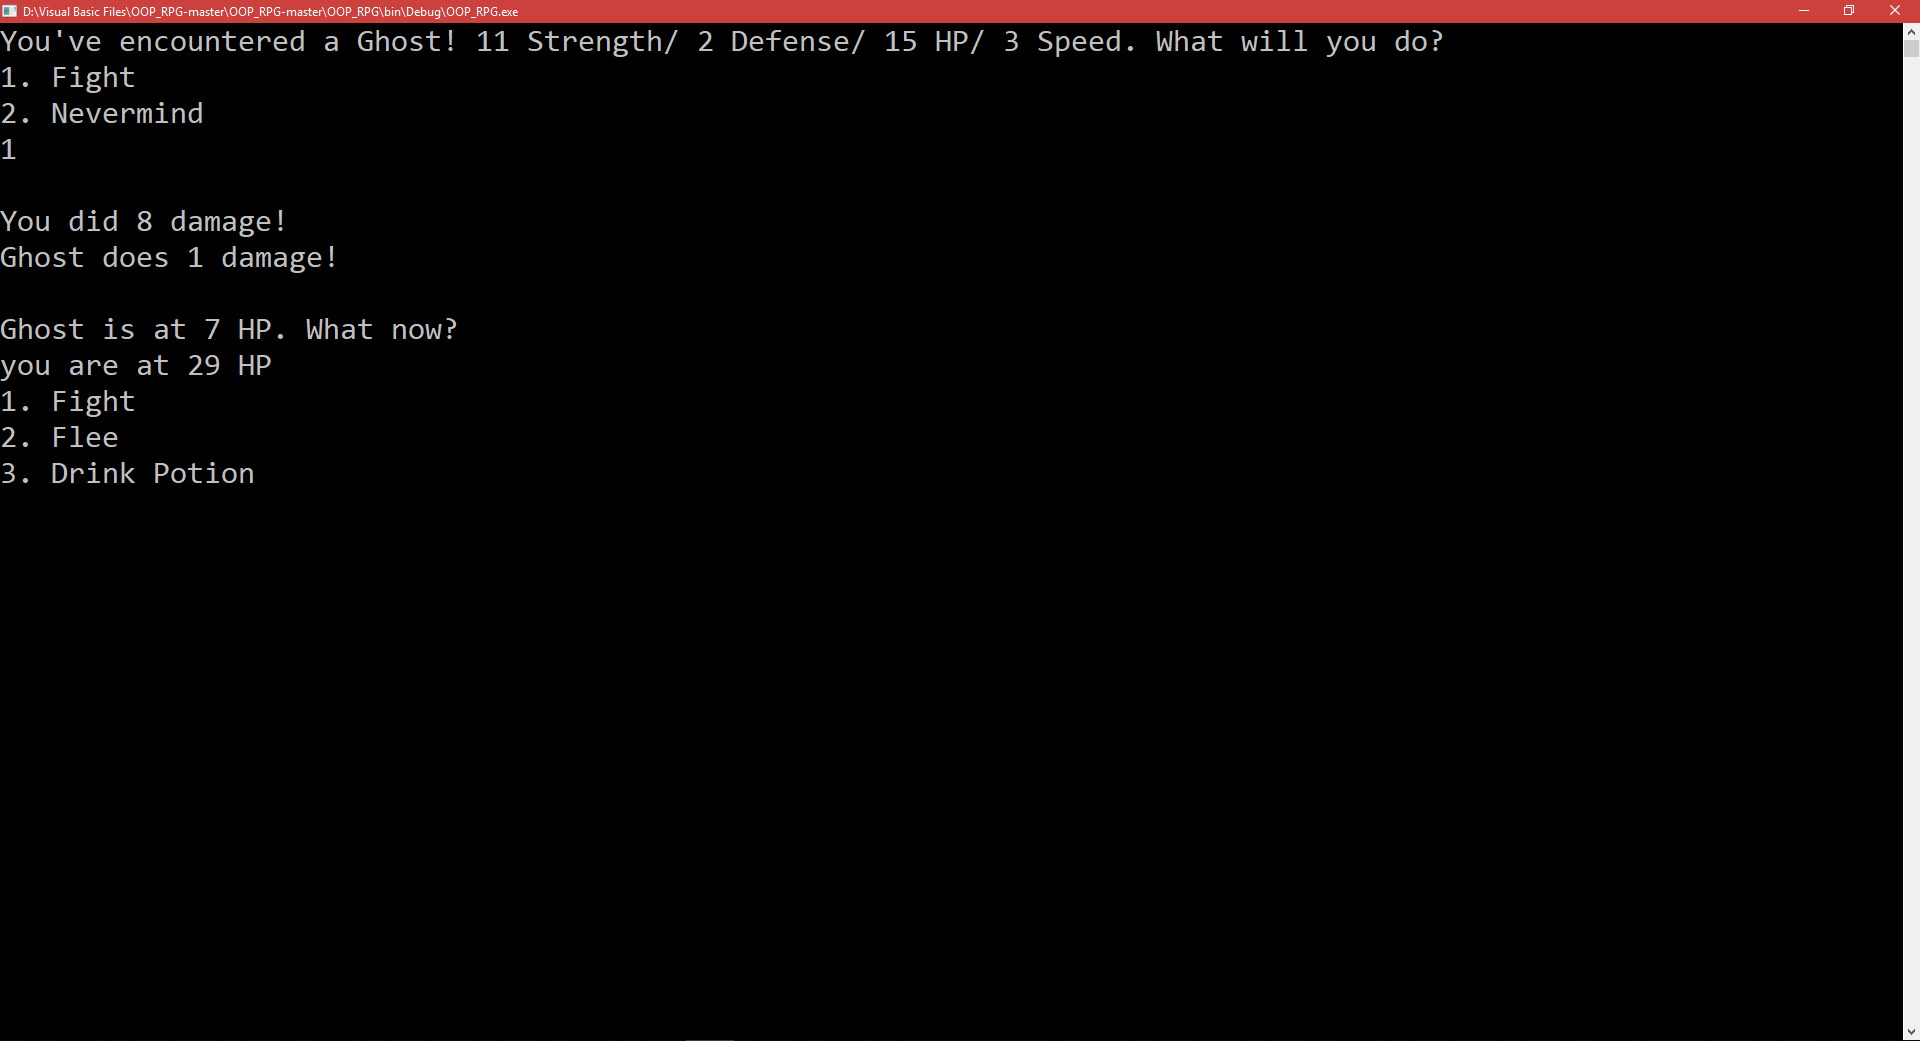 D:\Visual Basic Files\OOP_RPG-master\OOP_RPG-master\OOP_RPG\bin\Debug\OOP_RPG.exe
You've encountered a Ghost! 11 Strength/ 2 Defense/ 15 HP/ 3 Speed. What will you do?
1. Fight
2. Nevermind
1
You did 8 damage!
Ghost does 1 damage!
Ghost is at 7 HP. What now?
you are at 29 HP
1. Fight
2. Flee
3. Drink Potion